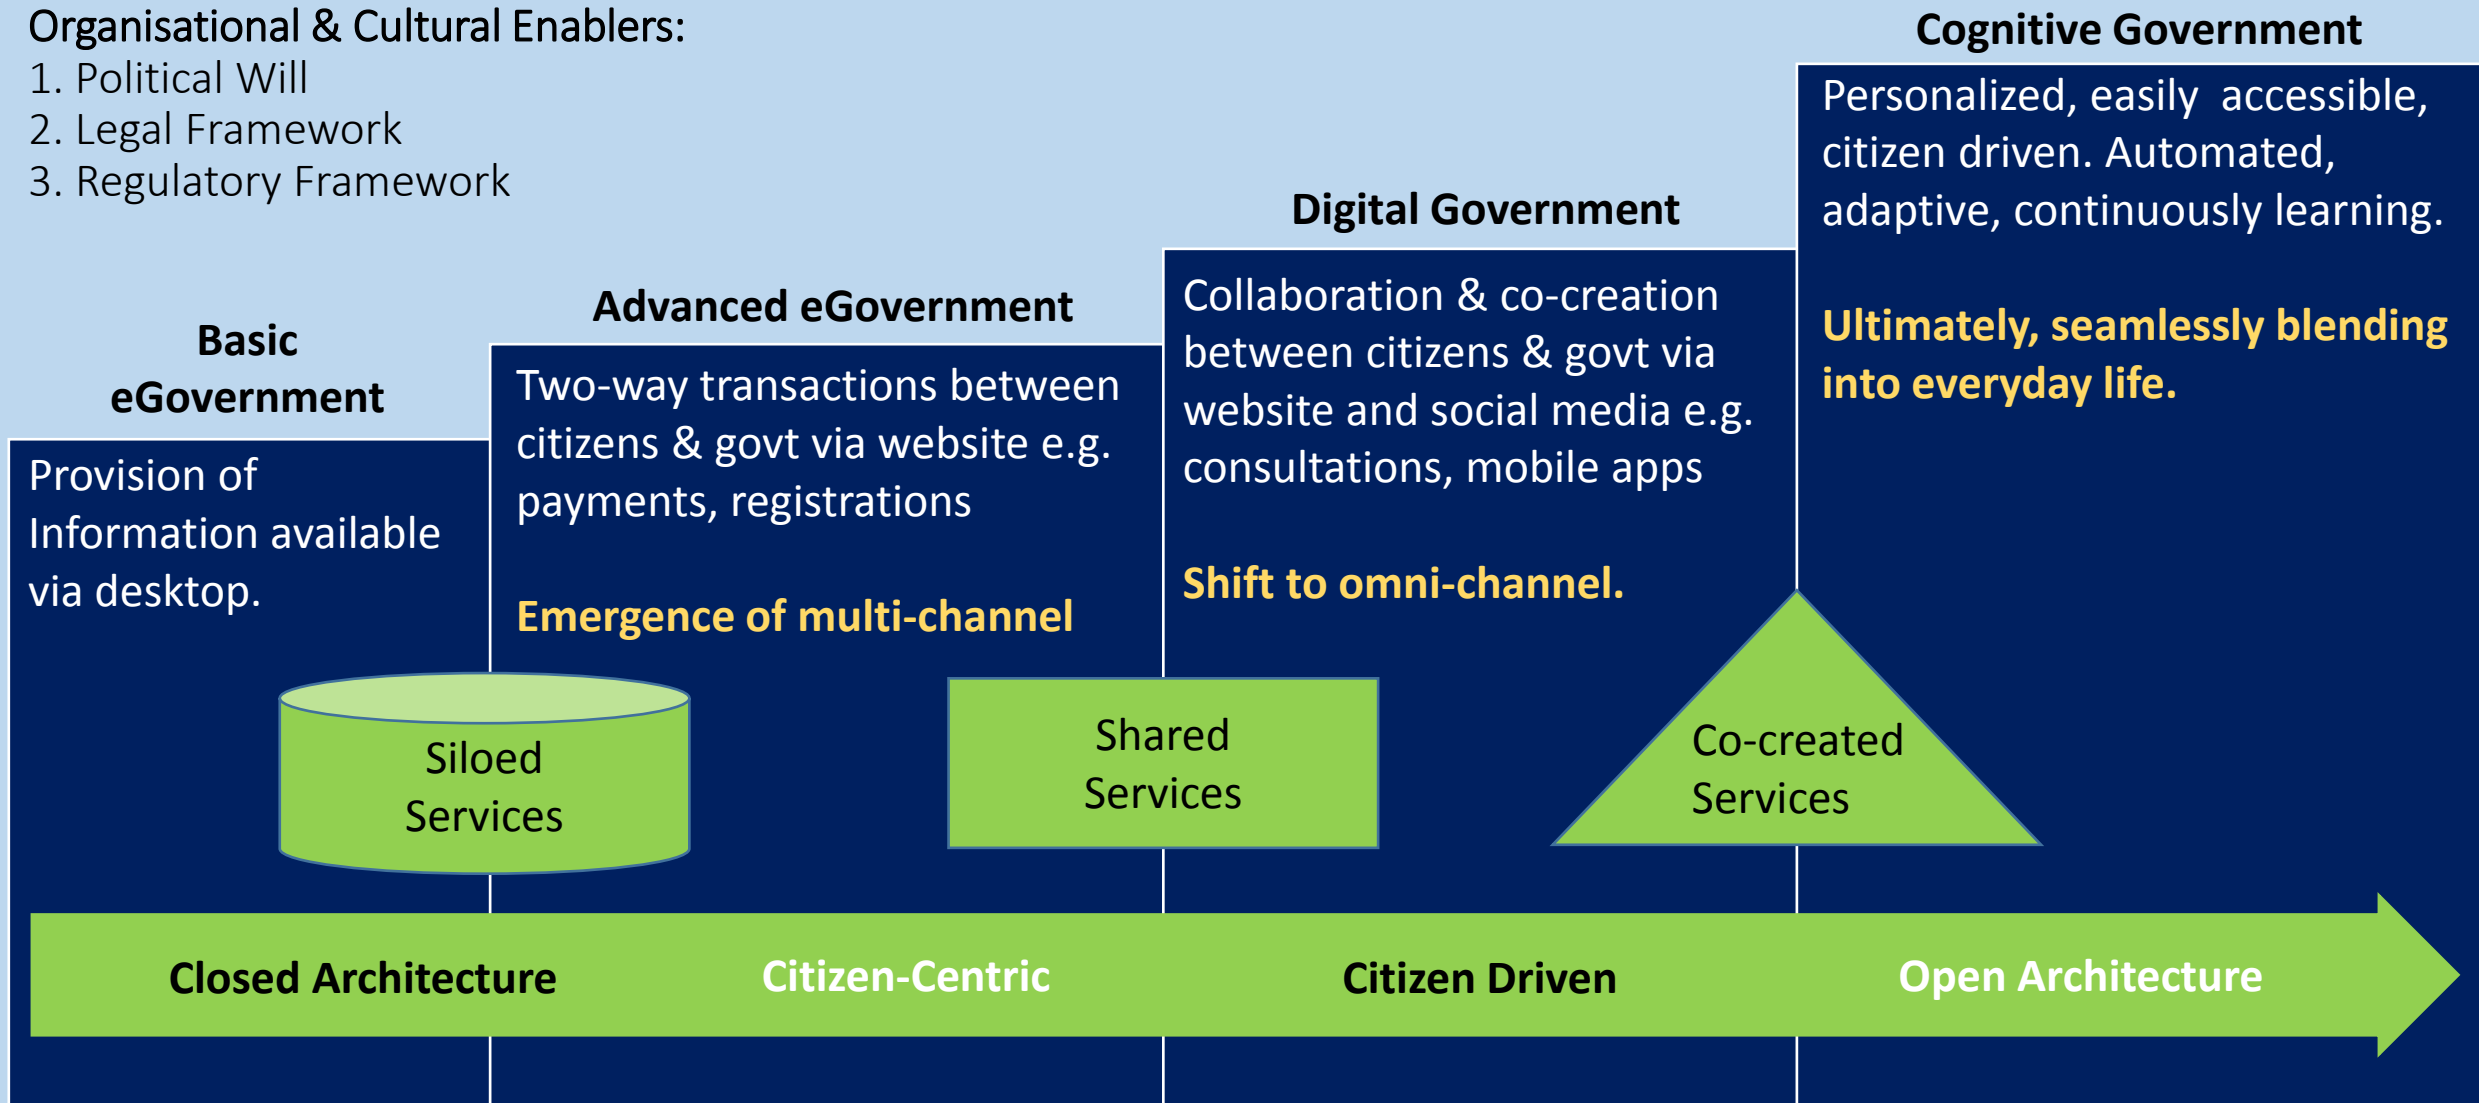 Organisational & Cultural Enablers:
1. Political Will
2. Legal Framework
3. Regulatory Framework
Basic
eGovernment
Provision of
Information available
via desktop.
Advanced eGovernment
Two-way transactions between
citizens & govt via website e.g.
payments, registrations
Emergence of multi-channel
Digital Government
Collaboration & co-creation
between citizens & govt via
website and social media e.g.
consultations, mobile apps
Shift to omni-channel.
Cognitive Government
Personalized, easily  accessible,
citizen driven. Automated,
adaptive, continuously learning.
Ultimately, seamlessly blending
into everyday life.
Siloed
Services
Shared
Services
Co-created
Services
Closed Architecture
Citizen-Centric
Citizen Driven
Open Architecture